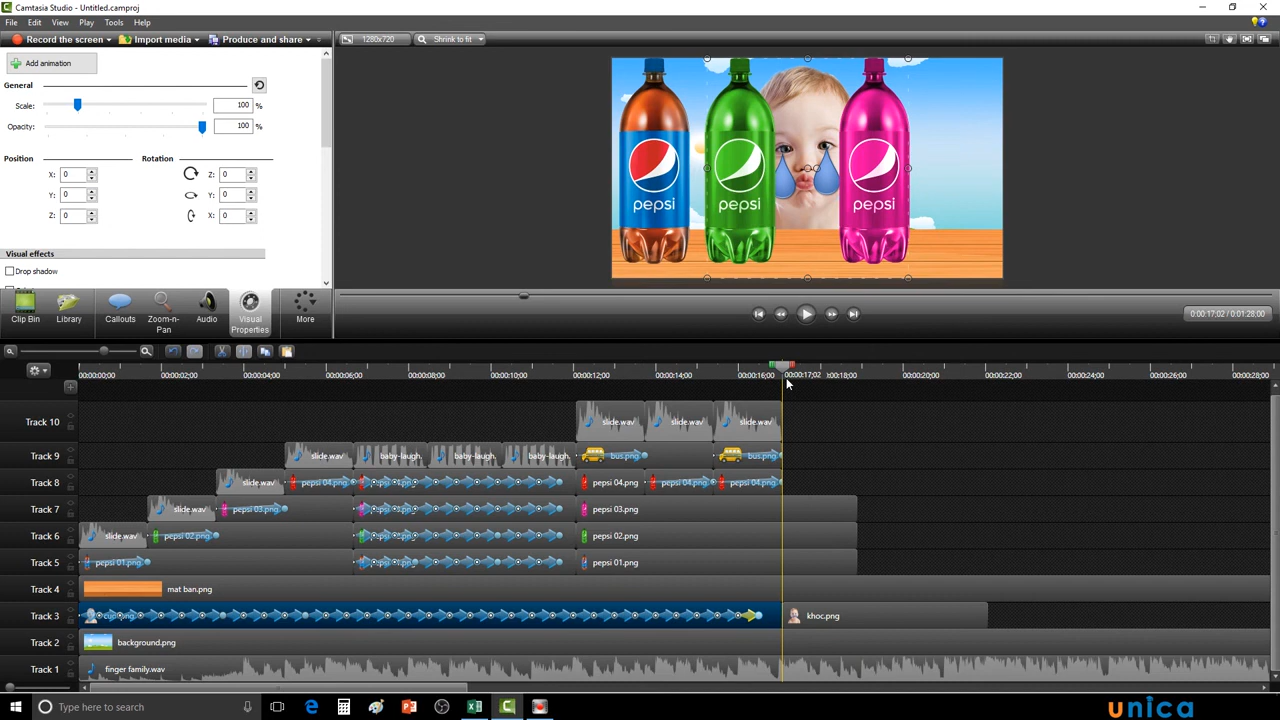 Camtasia Studio - Untitled.camproj
File Edit View Play Tools Help
Record the screen Import media Produce and share
1280x720 Shrink to fit
Add animation
General
Scale: 100 %
Opacity: 100 %
Position Rotation
X: 0 Z: 0
Y: 0 Y: 0
Z: 0 X: 0
Visual effects
Drop shadow
pepsi pepsi pepsi
Clip Bin Library Callouts Zoom-n-Pan Audio Visual Properties More
0:00:17;02 / 0:01:28;00
00:00:00;00 00:00:02;00 00:00:04;00 00:00:06;00 00:00:08;00 00:00:10;00 00:00:12;00 00:00:14;00 00:00:16;00 00:00:17;02 00:00:20;00 00:00:22;00 00:00:24;00 00:00:26;00 00:00:28;00
Track 10 slide.wav slide.wav slide.wav
Track 9 slide.wav baby-laugh. baby-laugh. baby-laugh. bus.png bus.png
Track 8 slide.wav pepsi 04.png pepsi 04.png pepsi 04.png pepsi 04.png
Track 7 slide.wav pepsi 03.png pepsi 03.png
Track 6 slide.wav pepsi 02.png pepsi 02.png
Track 5 pepsi 01.png pepsi 01.png
Track 4 mat ban.png
Track 3 khoc.png
Track 2 background.png
Track 1 finger family.wav
Type here to search
unica